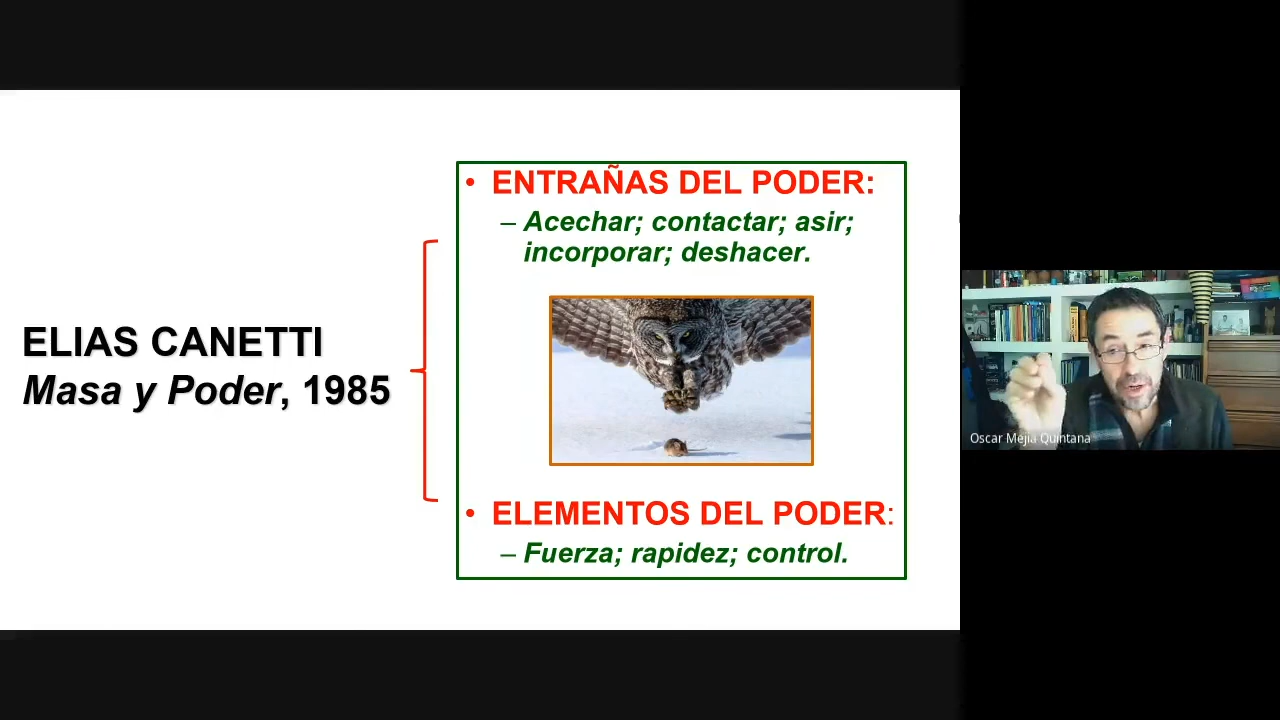 ELIAS CANETTI
Masa y Poder, 1985
• ENTRAÑAS DEL PODER:
– Acechar; contactar; asir;
incorporar; deshacer.
• ELEMENTOS DEL PODER:
– Fuerza; rapidez; control.
Oscar Mejia Quintana